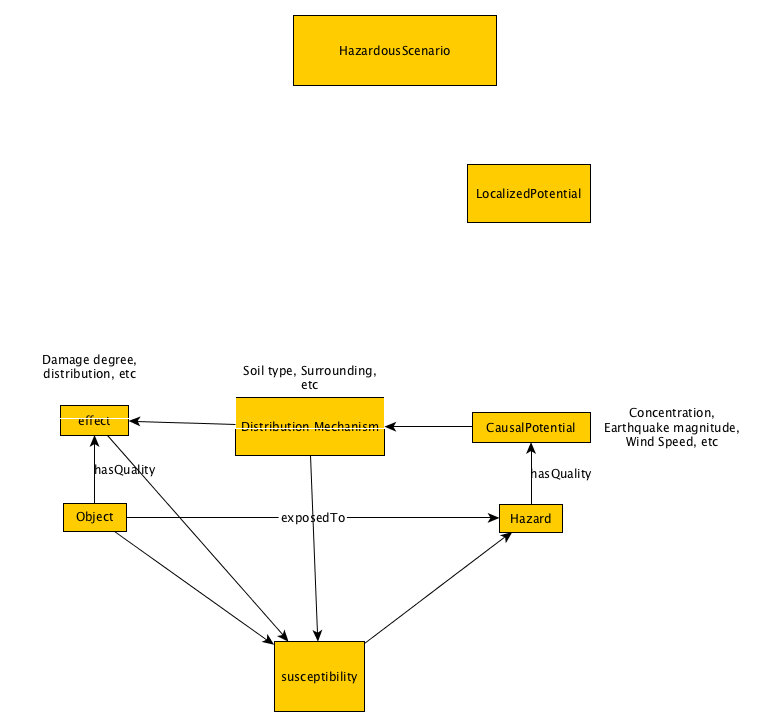 HazardousScenario
LocalizedPotential
Damage degree,
distribution, etc
Soil type, Surrounding,
etc
Concentration,
Earthquake magnitude,
Wind Speed, etc
effect
Distribution Mechanism
CausalPotential
hasQuality
hasQuality
Object
exposedTo
Hazard
susceptibility